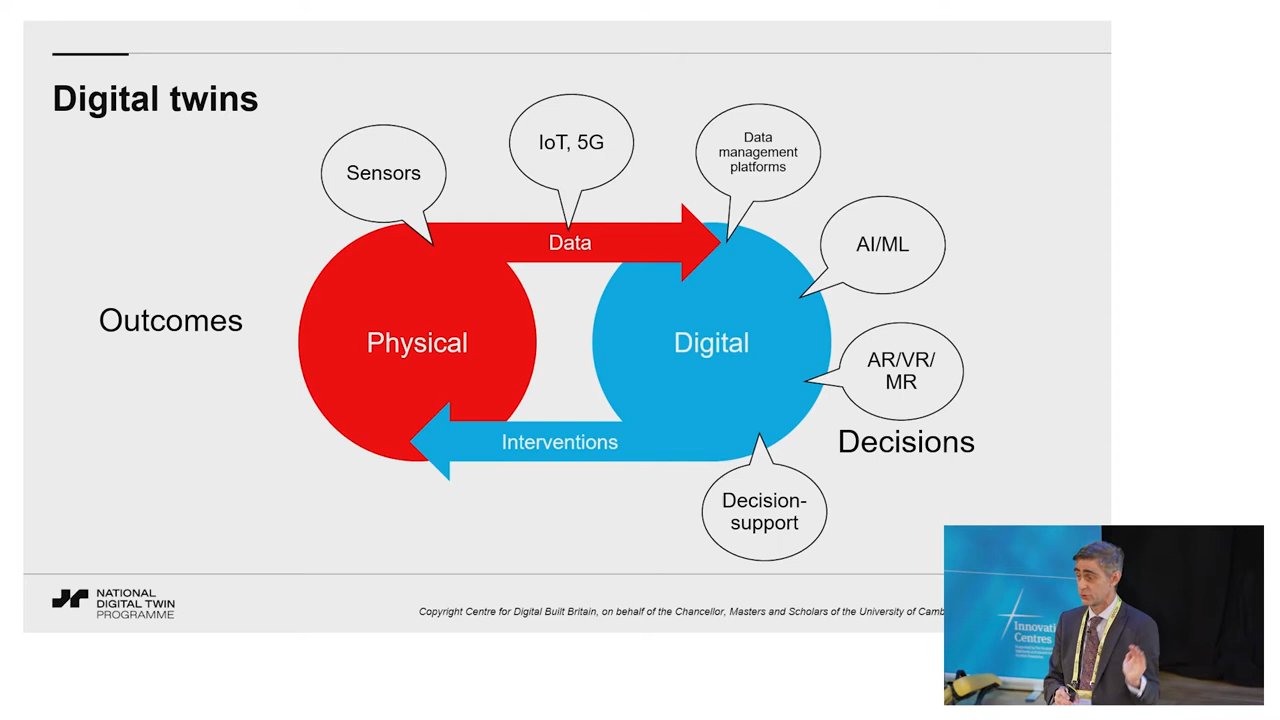 Digital twins
Sensors
IoT, 5G
Data
management
platforms
AI/ML
AR/VR/
MR
Data
Outcomes
Physical
Digital
Interventions
Decisions
Decision-
support
NATIONAL
DIGITAL TWIN
PROGRAMME
Copyright Centre for Digital Built Britain, on behalf of the Chancellor, Masters and Scholars of the University of
Centres